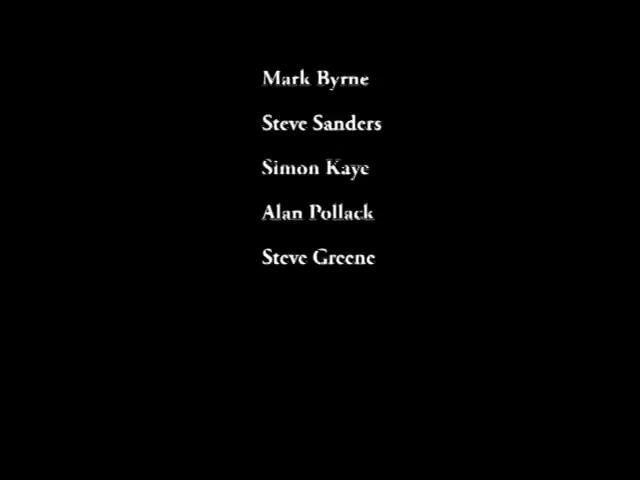 Mark Byrne
Steve Sanders
Simon Kaye
Alan Pollack
Steve Greene